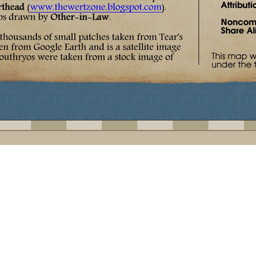 rthead (www.thewertzone.blogspot.com).
os drawn by Other-in-Law.
thousands of small patches taken from Tear's
en from Google Earth and is a satellite image
outhryos were taken from a stock image of
Attributio
Noncom
Share Ali
This map w
under the t